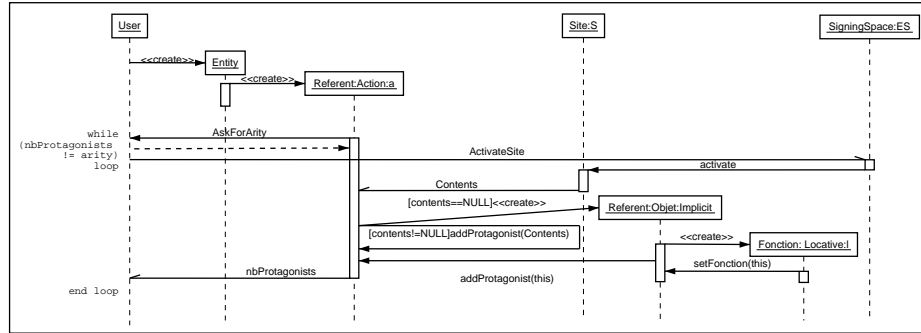 User
Site:S
SigningSpace:ES
<<create>>
Entity
<<create>>
Referent:Action:a
AskForArity
while
(nbProtagonists
!= arity)
loop
ActivateSite
activate
Contents
[contents==NULL]<<create>>
Referent:Objet:Implicit
[contents!=NULL]addProtagonist(Contents)
<<create>>
Fonction: Locative:l
setFonction(this)
nbProtagonists
addProtagonist(this)
end loop